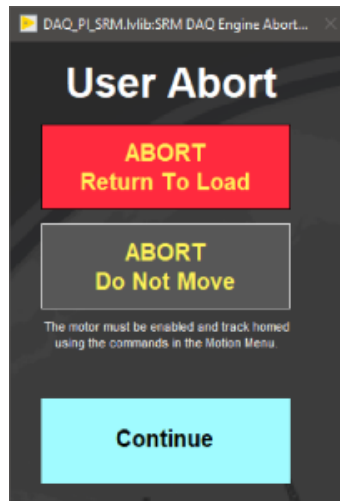 DAQ_PI_SRM.lvlib:SRM DAQ Engine Abort...
User Abort
ABORT
Return To Load
ABORT
Do Not Move
The motor must be enabled and track homed
using the commands in the Motion Menu.
Continue